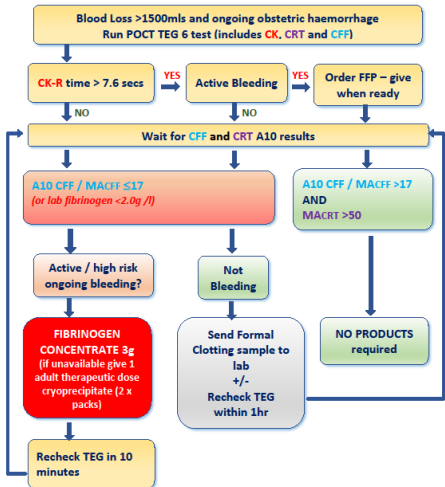 Blood Loss >1500mls and ongoing obstetric haemorrhage
Run POCT TEG 6 test (includes CK, CRT and CFF)
CK-R time > 7.6 secs
YES
Active Bleeding
YES
Order FFP – give
when ready
NO
NO
Wait for CFF and CRT A10 results
A10 CFF / MACFF ≤17
(or lab fibrinogen <2.0g /l)
A10 CFF / MACFF >17
AND
MACRT >50
Active / high risk
ongoing bleeding?
Not
Bleeding
FIBRINOGEN
CONCENTRATE 3g
(if unavailable give 1
adult therapeutic dose
cryoprecipitate (2 x
packs)
Send Formal
Clotting sample to
lab
+/-
Recheck TEG
within 1hr
NO PRODUCTS
required
Recheck TEG in 10
minutes